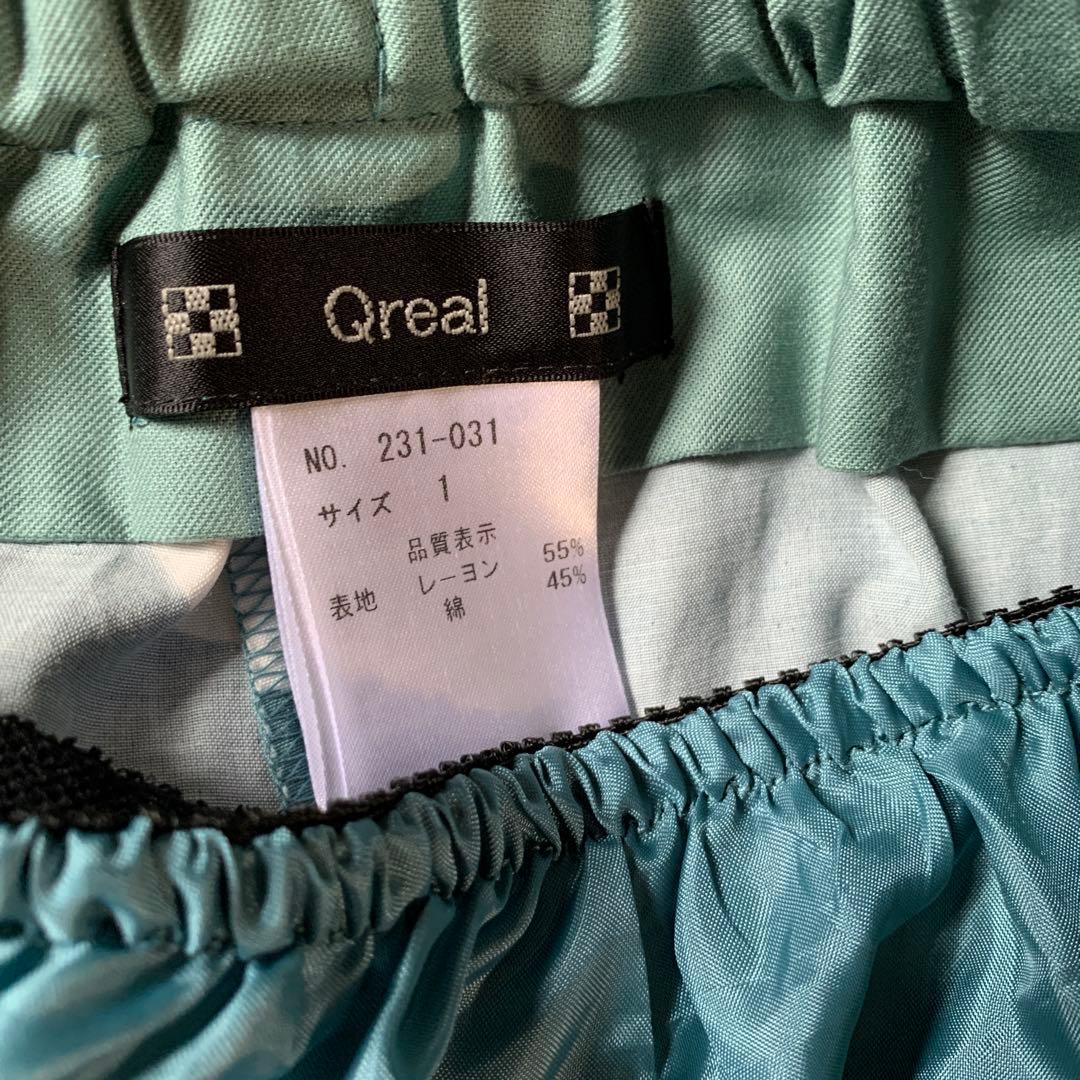 Qreal
NO. 231-031
サイズ 1
品質表示
表地 レーヨン 55%
綿 45%